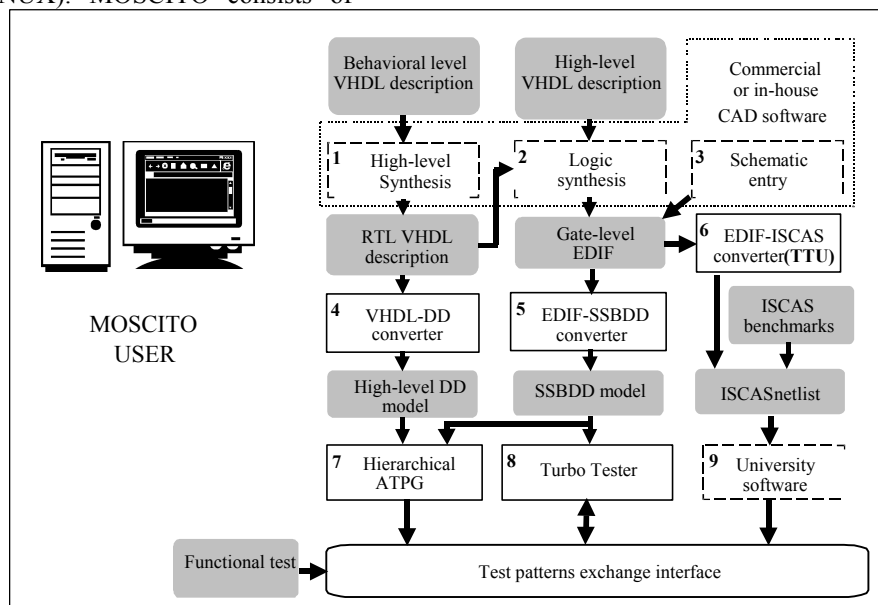 NUX). MOSCITO consists of
Behavioral level
VHDL description
High-level
VHDL description
Commercial
or in-house
CAD software
1
High-level
Synthesis
2
Logic
synthesis
3
Schematic
entry
RTL VHDL
description
Gate-level
EDIF
6
EDIF-ISCAS
converter(TTU)
MOSCITO
USER
4
VHDL-DD
converter
5
EDIF-SSBDD
converter
ISCAS
benchmarks
High-level DD
model
SSBDD model
ISCASnetlist
7
Hierarchical
ATPG
8
Turbo Tester
9
University
software
Functional test
Test patterns exchange interface